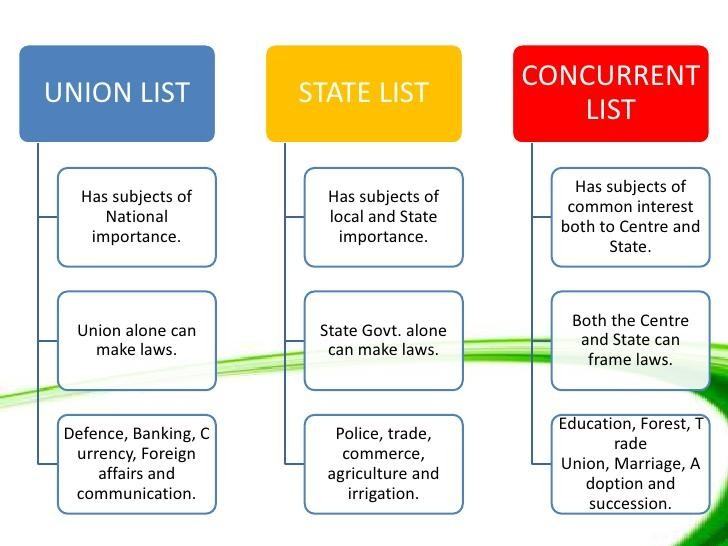 UNION LIST
Has subjects of
National
importance.
Union alone can
make laws.
Defence, Banking, C
urrency, Foreign
affairs and
communication.
STATE LIST
Has subjects of
local and State
importance.
State Govt. alone
can make laws.
Police, trade,
commerce,
agriculture and
irrigation.
CONCURRENT
LIST
Has subjects of
common interest
both to Centre and
State.
Both the Centre
and State can
frame laws.
Education, Forest, T
rade
Union, Marriage, A
doption and
succession.